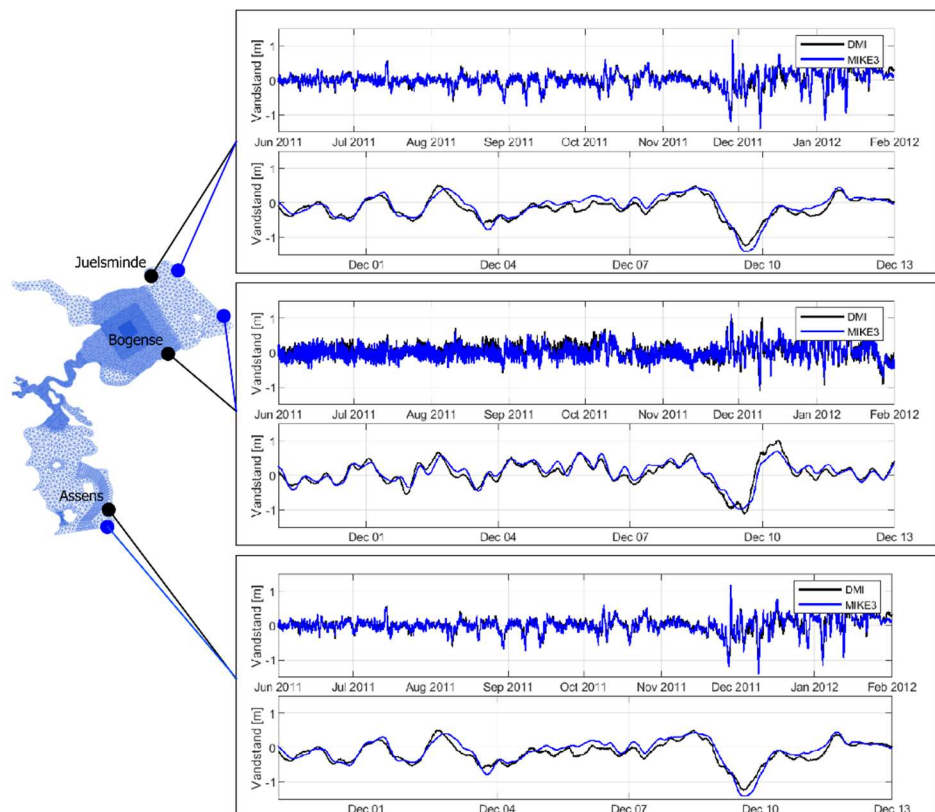 Vandstand [m]
1
0
-1
DMI
MIKE3
Jun 2011 Jul 2011 Aug 2011 Sep 2011 Oct 2011 Nov 2011 Dec 2011 Jan 2012 Feb 2012
Vandstand [m]
1
0
-1
Dec 01 Dec 04 Dec 07 Dec 10 Dec 13
Juelsminde
Bogense
Assens
Vandstand [m]
1
0
-1
DMI
MIKE3
Jun 2011 Jul 2011 Aug 2011 Sep 2011 Oct 2011 Nov 2011 Dec 2011 Jan 2012 Feb 2012
Vandstand [m]
1
0
-1
Dec 01 Dec 04 Dec 07 Dec 10 Dec 13
Vandstand [m]
1
0
-1
DMI
MIKE3
Jun 2011 Jul 2011 Aug 2011 Sep 2011 Oct 2011 Nov 2011 Dec 2011 Jan 2012 Feb 2012
Vandstand [m]
1
0
-1
Dec 01 Dec 04 Dec 07 Dec 10 Dec 13